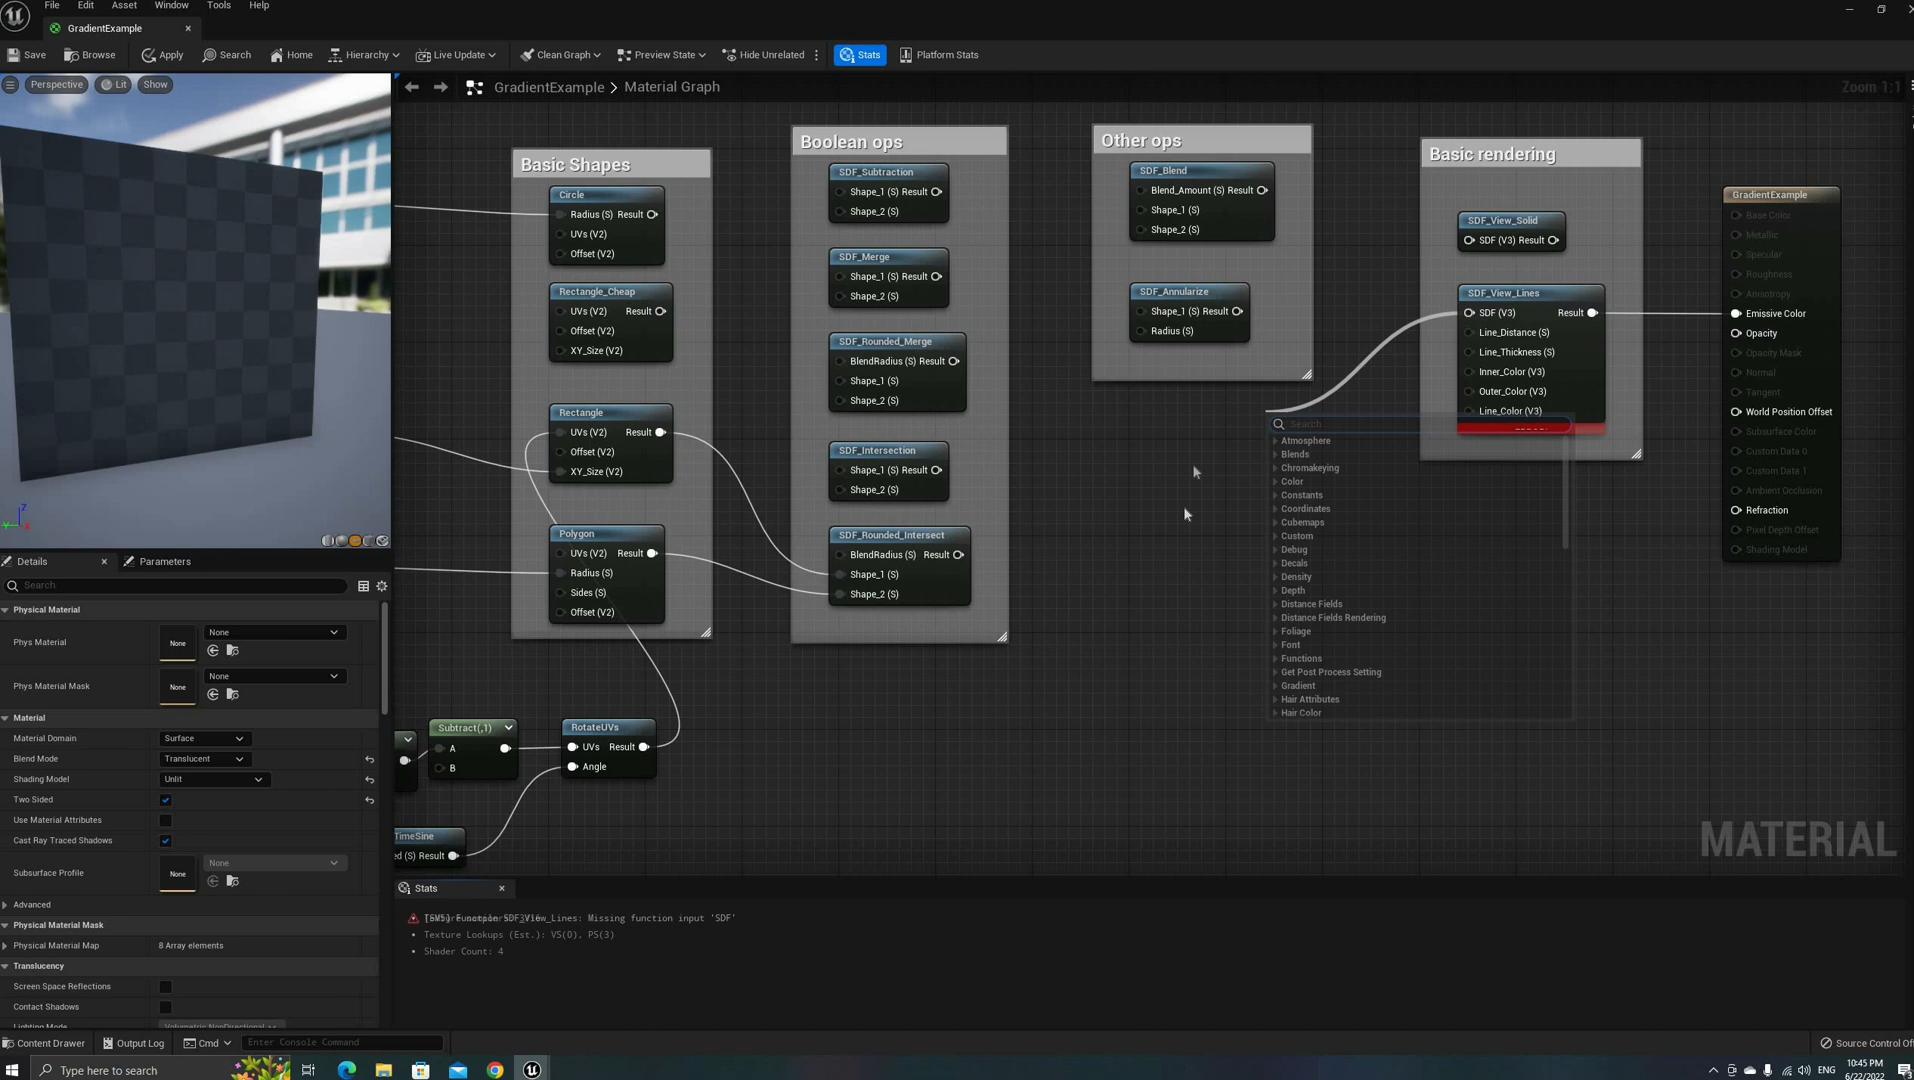 File Edit Asset Window Tools Help
GradientExample
Save Browse Apply Search Home Hierarchy Live Update Clean Graph Preview State Hide Unrelated Stats Platform Stats
Perspective Lit Show
GradientExample > Material Graph
Zoom 1:1
Basic Shapes
Circle
Radius (S) Result
UVs (V2)
Offset (V2)
Rectangle_Cheap
UVs (V2) Result
Offset (V2)
XY_Size (V2)
Rectangle
UVs (V2) Result
Offset (V2)
XY_Size (V2)
Polygon
UVs (V2) Result
Radius (S)
Sides (S)
Offset (V2)
Subtract(,1)
A
B
RotateUVs
UVs Result
Angle
TimeSine
ed (S) Result
Boolean ops
SDF_Subtraction
Shape_1 (S) Result
Shape_2 (S)
SDF_Merge
Shape_1 (S) Result
Shape_2 (S)
SDF_Rounded_Merge
BlendRadius (S) Result
Shape_1 (S)
Shape_2 (S)
SDF_Intersection
Shape_1 (S) Result
Shape_2 (S)
SDF_Rounded_Intersect
BlendRadius (S) Result
Shape_1 (S)
Shape_2 (S)
Other ops
SDF_Blend
Blend_Amount (S) Result
Shape_1 (S)
Shape_2 (S)
SDF_Annularize
Shape_1 (S) Result
Radius (S)
Basic rendering
SDF_View_Solid
SDF (V3) Result
SDF_View_Lines
SDF (V3) Result
Line_Distance (S)
Line_Thickness (S)
Inner_Color (V3)
Outer_Color (V3)
Line_Color (V3)
Search
Atmosphere
Blends
Chromakeying
Color
Constants
Coordinates
Cubemaps
Custom
Debug
Decals
Density
Depth
Distance Fields
Distance Fields Rendering
Foliage
Font
Functions
Get Post Process Setting
Gradient
Hair Attributes
Hair Color
GradientExample
Base Color
Metallic
Specular
Roughness
Anisotropy
Emissive Color
Opacity
Opacity Mask
Normal
Tangent
World Position Offset
Subsurface Color
Custom Data 0
Custom Data 1
Ambient Occlusion
Refraction
Pixel Depth Offset
Shading Model
MATERIAL
Details Parameters
Search
Physical Material
Phys Material None None
Phys Material Mask None None
Material
Material Domain Surface
Blend Mode Translucent
Shading Model Unlit
Two Sided
Use Material Attributes
Cast Ray Traced Shadows
Subsurface Profile None None
Advanced
Physical Material Mask
Physical Material Map 8 Array elements
Translucency
Screen Space Reflections
Contact Shadows
Lighting Mode Volumetric NonDirectional
Stats
Function SDF_View_Lines: Missing function input 'SDF'
Texture Lookups (Est.): VS(0), PS(3)
Shader Count: 4
Content Drawer Output Log Cmd Enter Console Command
Source Control Off
Type here to search
ENG
10:45 PM
6/22/2022